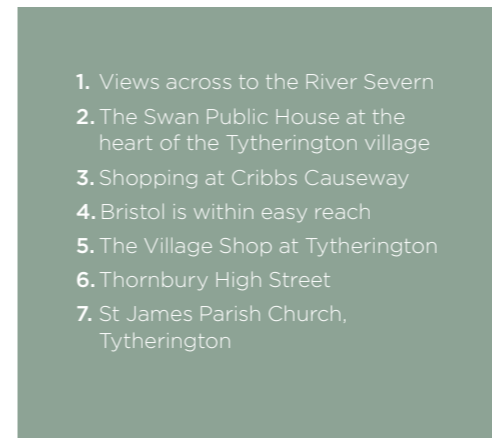 1. Views across to the River Severn
2. The Swan Public House at the
heart of the Tytherington village
3. Shopping at Cribbs Causeway
4. Bristol is within easy reach
5. The Village Shop at Tytherington
6. Thornbury High Street
7. St James Parish Church,
Tytherington